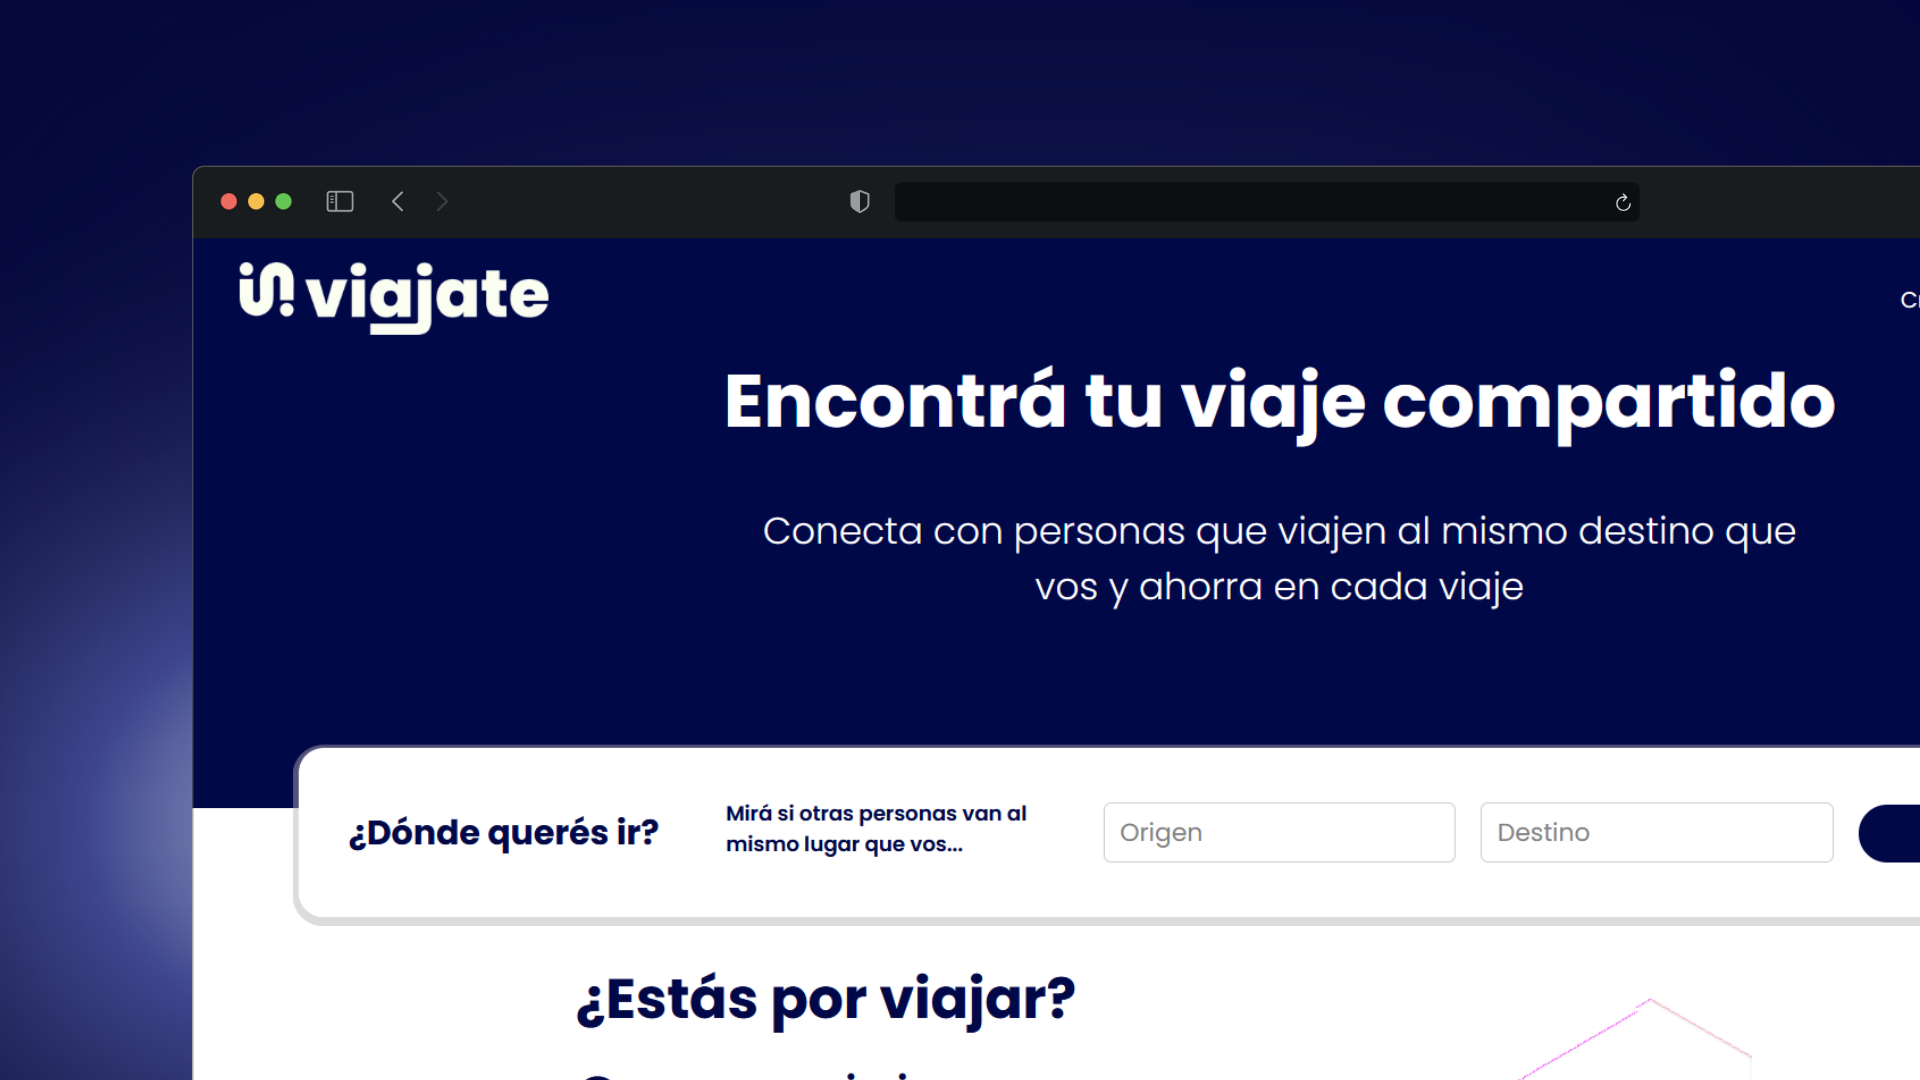 viajate
Encontrá tu viaje compartido
Conecta con personas que viajen al mismo destino que
vos y ahorra en cada viaje
¿Dónde querés ir?
Mirá si otras personas van al
mismo lugar que vos...
Origen
Destino
¿Estás por viajar?